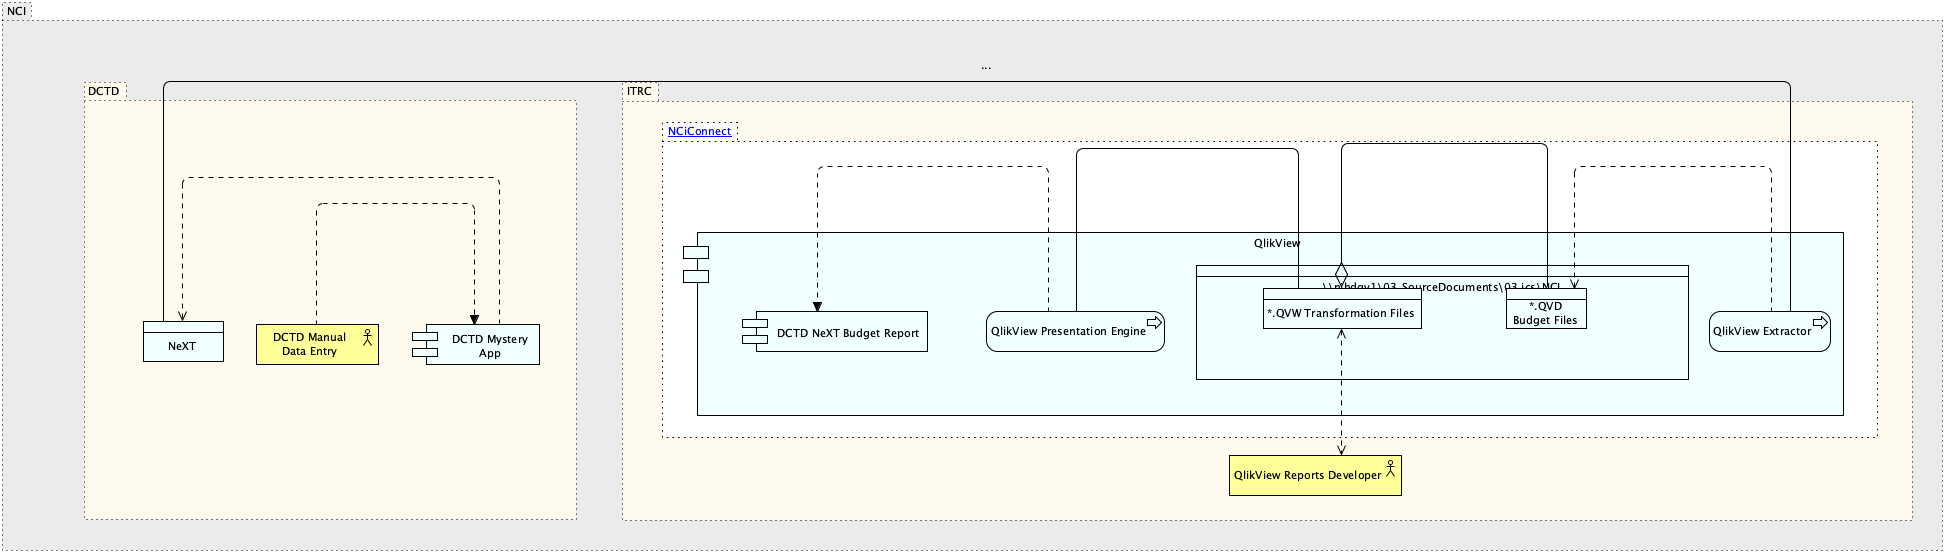 NCI
...
DCTD
ITRC
NCiConnect
QlikView
03_SourceDocuments\03.ics\NCI
NeXT
DCTD Manual
Data Entry
DCTD Mystery
App
DCTD NeXT Budget Report
QlikView Presentation Engine
*.QVW Transformation Files
*.QVD
Budget Files
QlikView Extractor
QlikView Reports Developer